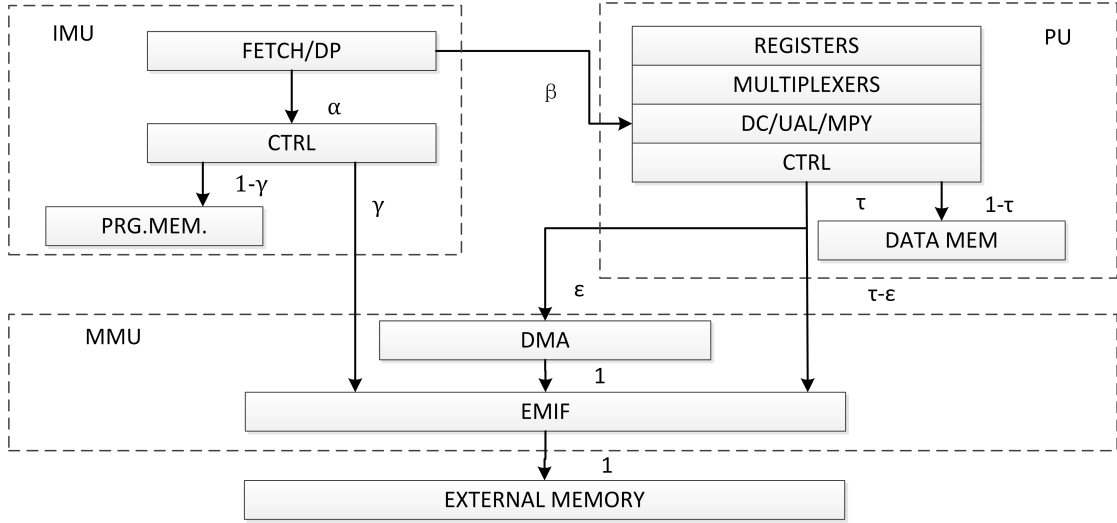 IMU
FETCH/DP
α
CTRL
1-γ
γ
PRG.MEM.
β
PU
REGISTERS
MULTIPLEXERS
DC/UAL/MPY
CTRL
τ
1-τ
DATA MEM
ε
τ-ε
MMU
DMA
1
EMIF
1
EXTERNAL MEMORY